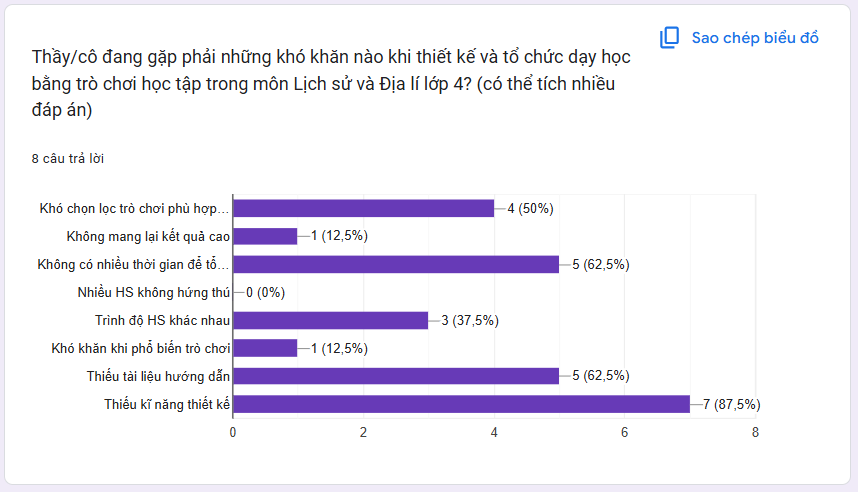 Sao chép biểu đồ
Thầy/cô đang gặp phải những khó khăn nào khi thiết kế và tổ chức dạy học
bằng trò chơi học tập trong môn Lịch sử và Địa lí lớp 4? (có thể tích nhiều
đáp án)
8 câu trả lời
Khó chọn lọc trò chơi phù hợp... 4 (50%)
Không mang lại kết quả cao 1 (12,5%)
Không có nhiều thời gian để tổ... 5 (62,5%)
Nhiều HS không hứng thú 0 (0%)
Trình độ HS khác nhau 3 (37,5%)
Khó khăn khi phổ biến trò chơi 1 (12,5%)
Thiếu tài liệu hướng dẫn 5 (62,5%)
Thiếu kĩ năng thiết kế 7 (87,5%)
0 2 4 6 8